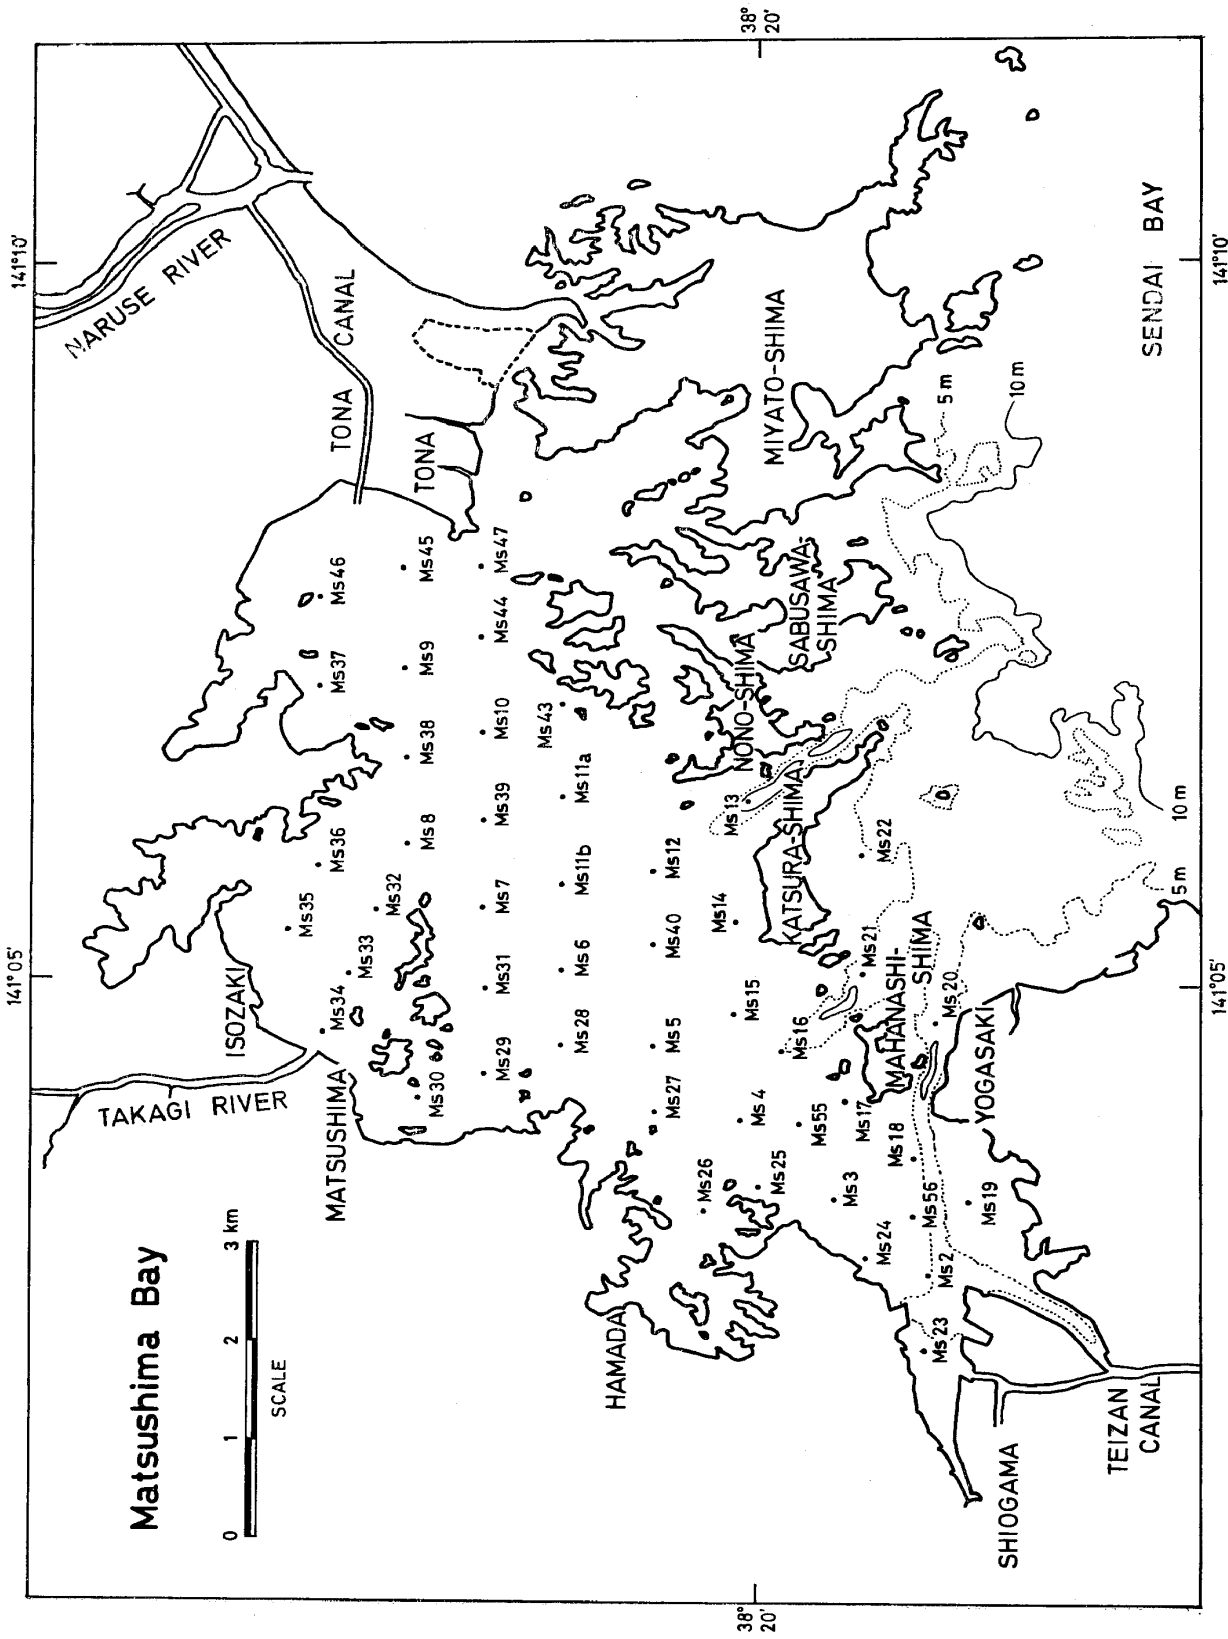 Matsushima Bay
0 1 2 3 km
SCALE
141°05'
141°10'
38°
20'
38°
20'
141°05'
141°10'
NARUSE RIVER
TONA CANAL
TONA
ISOZAKI
TAKAGI RIVER
MATSUSHIMA
HAMADA
SHIOGAMA
TEIZAN
CANAL
YOGASAKI
MAHANASHI-
SHIMA
KATSURA-SHIMA
NONO-SHIMA
SABUSAWA-
SHIMA
MIYATO-SHIMA
SENDAI BAY
5 m
10 m
5 m
10 m
Ms46
Ms37
Ms36
Ms35
Ms33
Ms34
Ms45
Ms9
Ms38
Ms8
Ms32
Ms30
Ms47
Ms44
Ms10
Ms39
Ms7
Ms31
Ms29
Ms43
Ms11a
Ms11b
Ms6
Ms28
Ms12
Ms40
Ms5
Ms27
Ms26
Ms13
Ms14
Ms15
Ms4
Ms25
Ms16
Ms55
Ms3
Ms22
Ms21
Ms17
Ms24
Ms18
Ms20
Ms56
Ms2
Ms19
Ms23